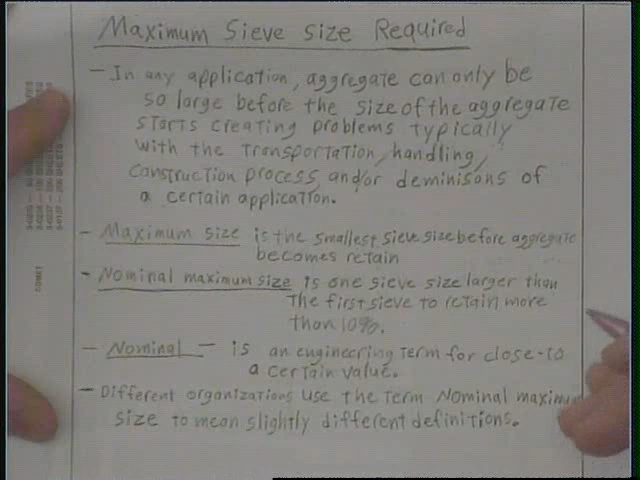 Maximum Sieve Size Required
- In any application, aggregate can only be
so large before the size of the aggregate
starts creating problems typically
with the transportation, handling,
construction process, and/or deminisons of
a certain application.
- Maximum size is the smallest sieve size before aggregate
becomes retain
- Nominal maximum size is one sieve size larger than
the first sieve to retain more
than 10%.
- Nominal - is an engineering term for close-to
a certain value.
- Different organizations use the term Nominal maximum
size to mean slightly different definitions.